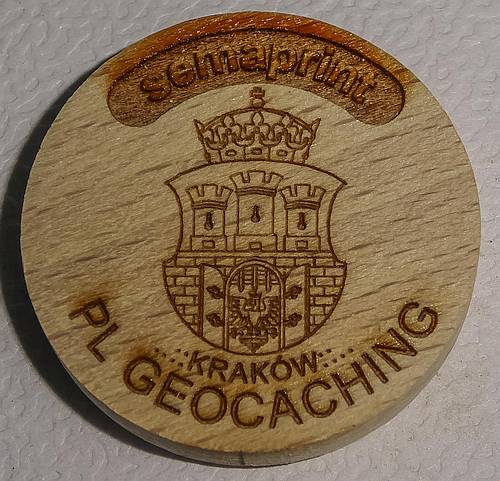 semaprint
.::::KRAKÓW::::.
PL GEOCACHING